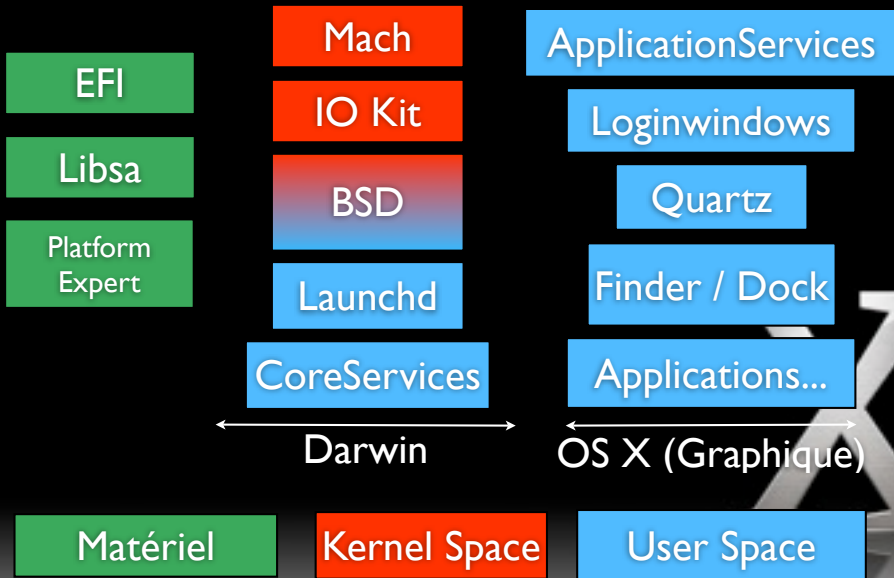 EFI
Libsa
Platform
Expert
Mach
IO Kit
BSD
Launchd
CoreServices
Darwin
ApplicationServices
Loginwindows
Quartz
Finder / Dock
Applications...
OS X (Graphique)
Matériel
Kernel Space
User Space